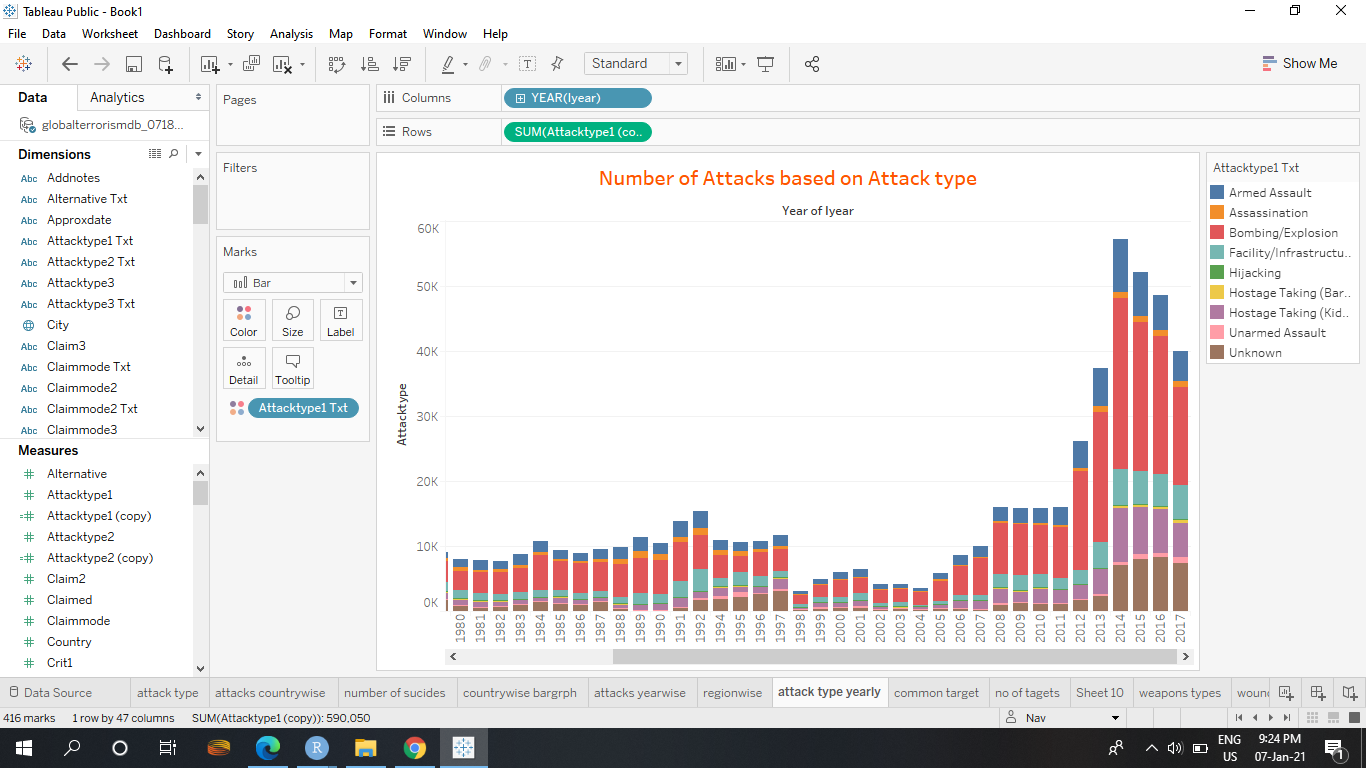 Tableau Public - Book1
File Data Worksheet Dashboard Story Analysis Map Format Window Help
Standard
Show Me
Data Analytics
globalterrorismdb_0718...
Dimensions
Abc Addnotes
Abc Alternative Txt
Abc Approxdate
Abc Attacktype1 Txt
Abc Attacktype2 Txt
Abc Attacktype3
Abc Attacktype3 Txt
City
Abc Claim3
Abc Claimmode Txt
Abc Claimmode2
Abc Claimmode2 Txt
Abc Claimmode3
Measures
# Alternative
# Attacktype1
=# Attacktype1 (copy)
# Attacktype2
=# Attacktype2 (copy)
# Claim2
# Claimed
# Claimmode
# Country
# Crit1
Pages
Filters
Marks
Bar
Color Size Label
Detail Tooltip
Attacktype1 Txt
Columns YEAR(Iyear)
Rows SUM(Attacktype1 (co..
Number of Attacks based on Attack type
Year of Iyear
60K
50K
40K
30K
20K
10K
0K
Attacktype
1980 1981 1982 1983 1984 1985 1986 1987 1988 1989 1990 1991 1992 1994 1995 1996 1997 1998 1999 2000 2001 2002 2003 2004 2005 2006 2007 2008 2009 2010 2011 2012 2013 2014 2015 2016 2017
Attacktype1 Txt
Armed Assault
Assassination
Bombing/Explosion
Facility/Infrastructu..
Hijacking
Hostage Taking (Bar..
Hostage Taking (Kid..
Unarmed Assault
Unknown
Data Source attack type attacks countrywise number of sucides countrywise bargrph attacks yearwise regionwise attack type yearly common target no of tagets Sheet 10 weapons types wound
416 marks 1 row by 47 columns SUM(Attacktype1 (copy)): 590,050
Nav
R
ENG
US
9:24 PM
07-Jan-21
1